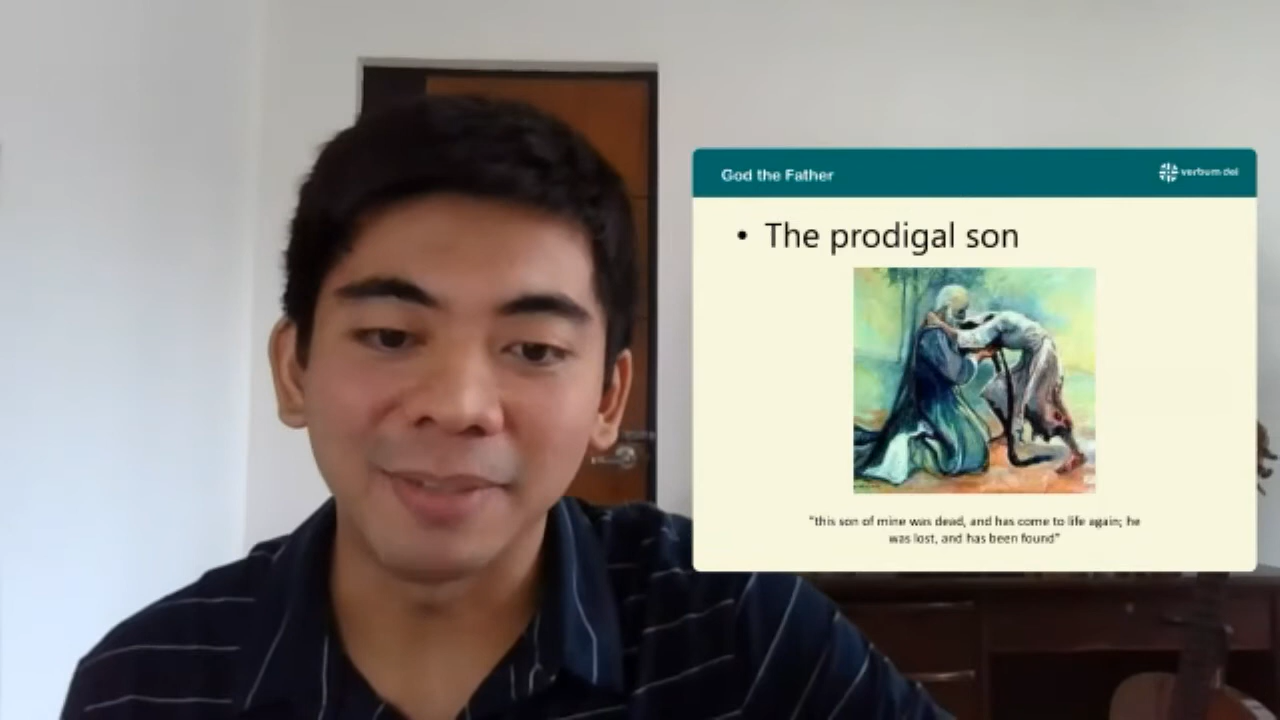 God the Father
verbum dei
• The prodigal son
"this son of mine was dead, and has come to life again; he
was lost, and has been found"